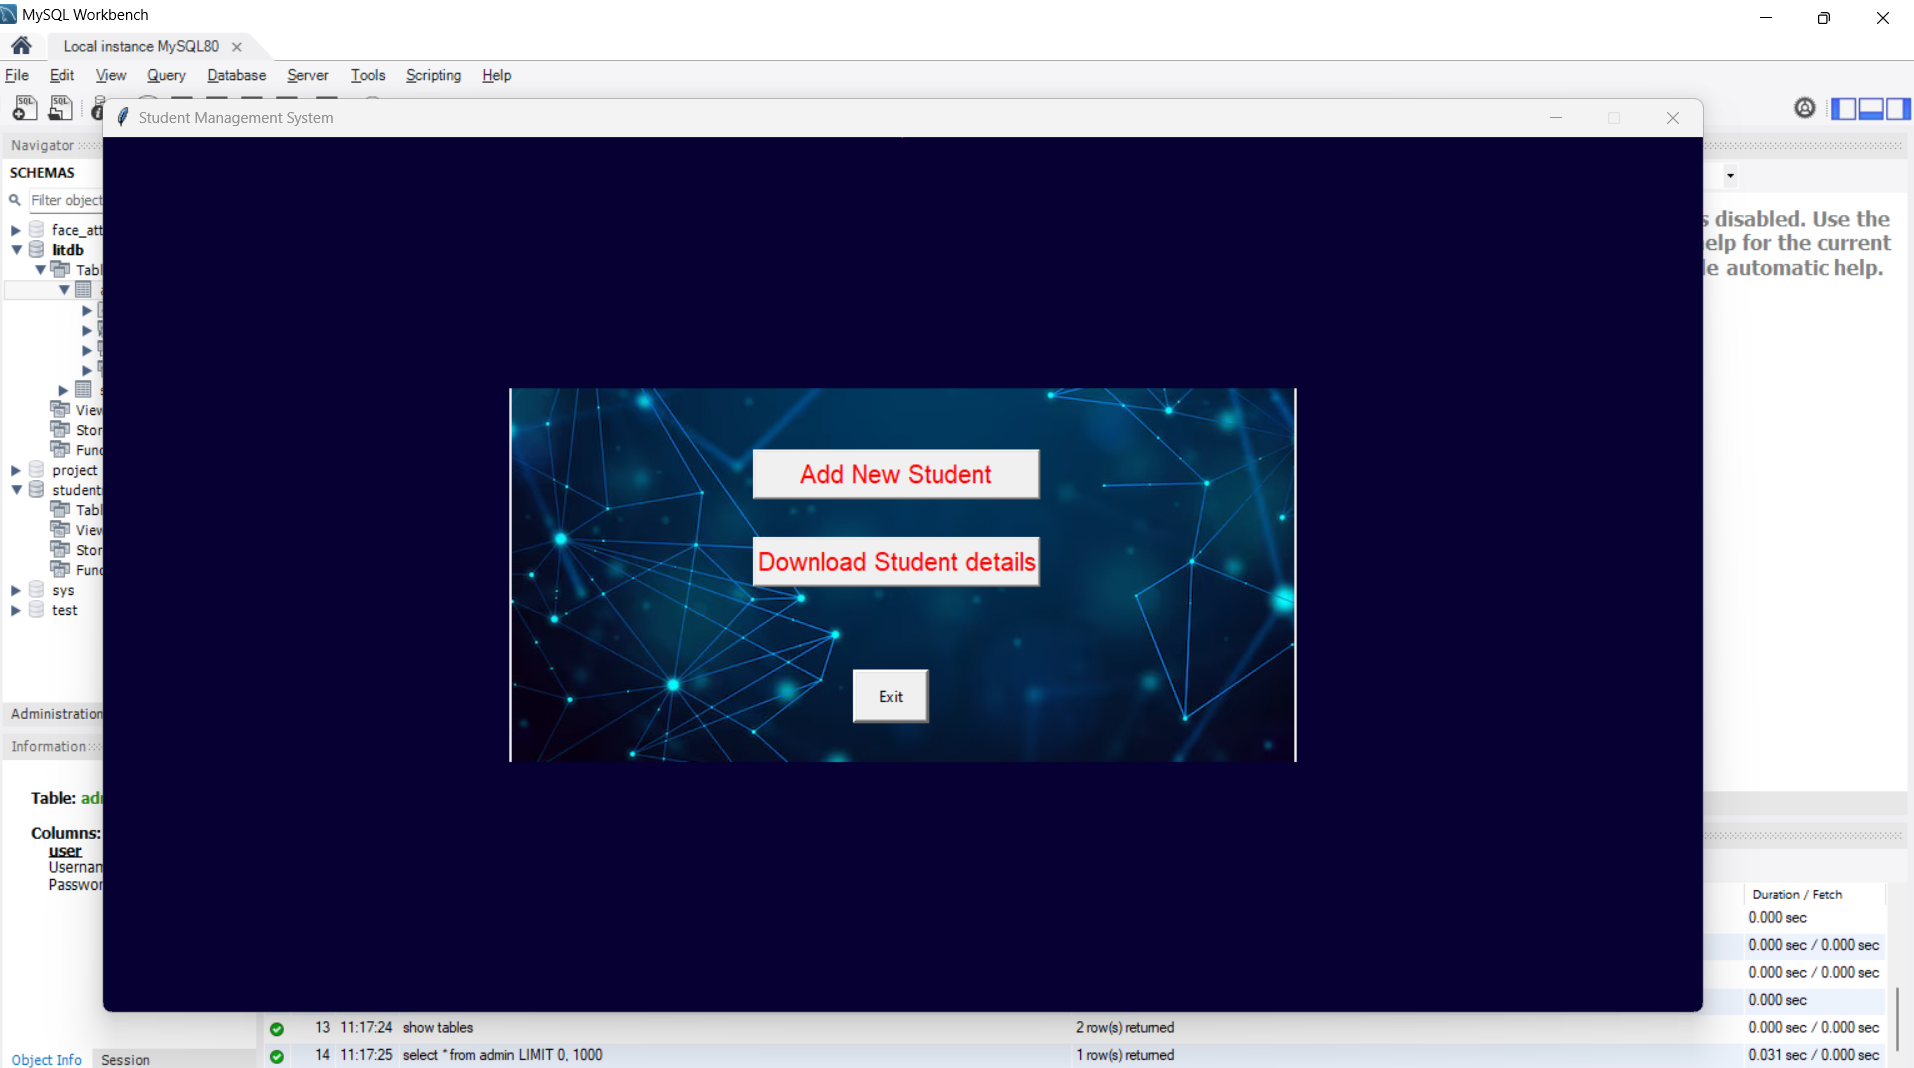 MySQL Workbench
Local instance MySQL80
File Edit View Query Database Server Tools Scripting Help
Student Management System
Navigator
SCHEMAS
Filter object
s disabled. Use the
elp for the current
le automatic help.
face_att
litdb
Tabl
View
Stor
Func
project
student
Tabl
View
Stor
Func
sys
test
Add New Student
Download Student details
Exit
Administration
Information
Table: adm
Columns:
user
Usernam
Passwor
Duration / Fetch
0.000 sec
0.000 sec / 0.000 sec
0.000 sec / 0.000 sec
0.000 sec
13 11:17:24 show tables 2 row(s) returned 0.000 sec / 0.000 sec
14 11:17:25 select * from admin LIMIT 0, 1000 1 row(s) returned 0.031 sec / 0.000 sec
Object Info Session